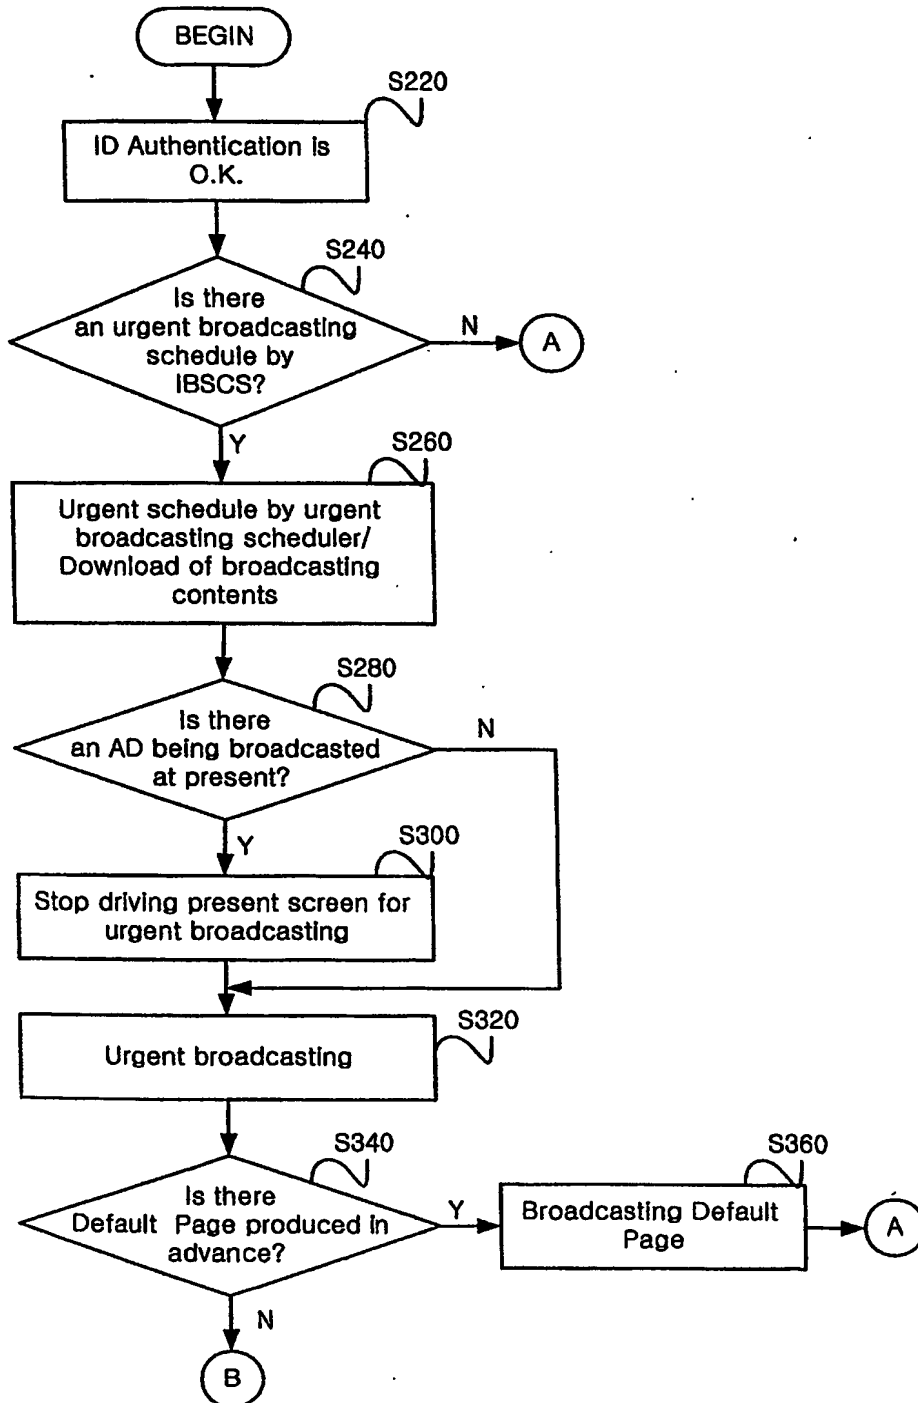 BEGIN
S220
ID Authentication is
O.K.
S240
Is there
an urgent broadcasting
schedule by
IBSCS?
N
A
Y
S260
Urgent schedule by urgent
broadcasting scheduler/
Download of broadcasting
contents
S280
Is there
an AD being broadcasted
at present?
N
Y
S300
Stop driving present screen for
urgent broadcasting
S320
Urgent broadcasting
S340
Is there
Default Page produced in
advance?
Y
S360
Broadcasting Default
Page
A
N
B